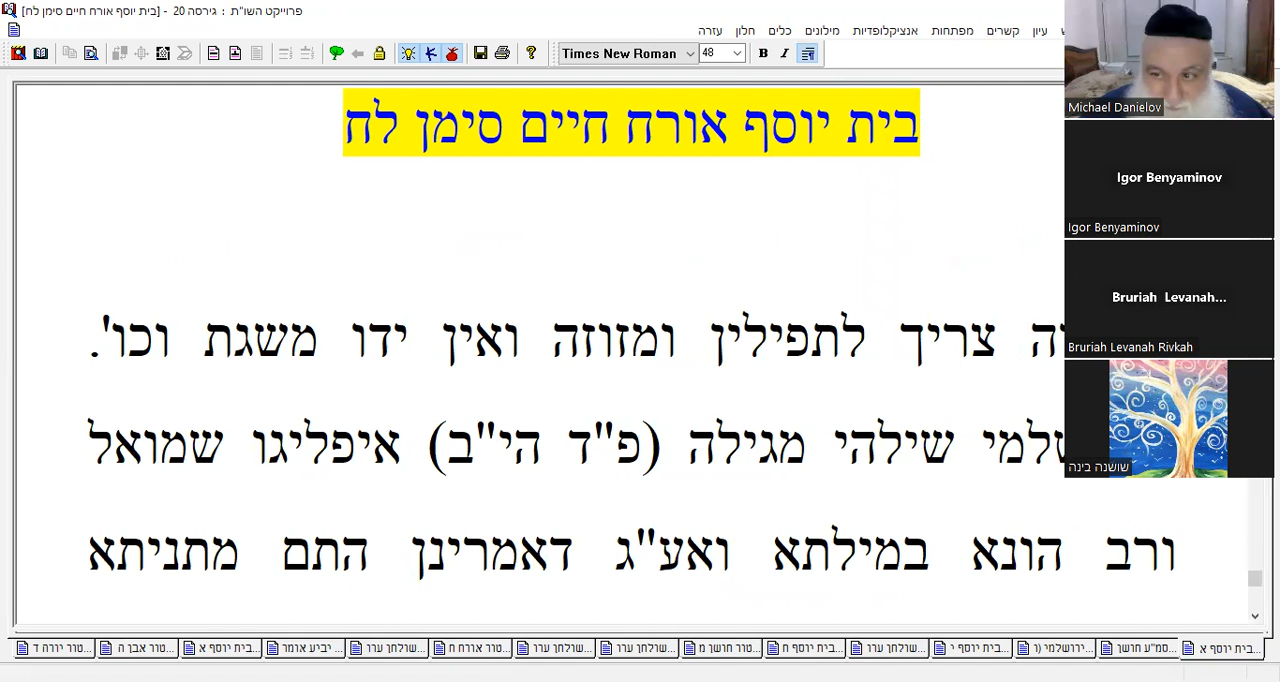 פרוייקט השו"ת : גירסה 20 - [בית יוסף אורח חיים סימן לח]
עיון קשרים מפתחות אנציקלופדיות מילונים כלים חלון עזרה
Times New Roman 48 B I
בית יוסף אורח חיים סימן לח
צריך לתפילין ומזוזה ואין ידו משגת וכו'.
שילהי מגילה (פ"ד הי"ב) איפליגו שמואל
ורב הונא במילתא ואע"ג דאמרינן התם מתניתא
Michael Danielov
Igor Benyaminov
Igor Benyaminov
Bruriah Levanah...
Bruriah Levanah Rivkah
שושנה בינה
...בית יוסף א ...סמ"ע חושן ...ירושלמי (ו ...בית יוסף י ...שולחן ערו ...בית יוסף ח ...טור חושן מ ...שולחן ערו ...שולחן ערו ...טור אורח ח ...שולחן ערו ...יביע אומר ...בית יוסף א ...טור אבן ה ...טור יורה ד